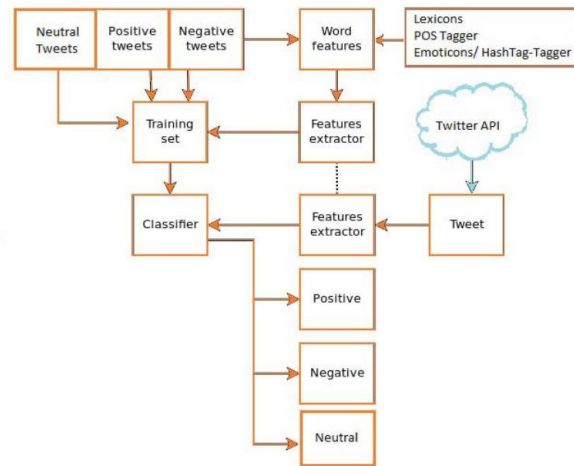 Neutral
Tweets
Positive
tweets
Negative
tweets
Word
features
Lexicons
POS Tagger
Emoticons/ HashTag-Tagger
Training
set
Features
extractor
Twitter API
Classifier
Features
extractor
Tweet
Positive
Negative
Neutral